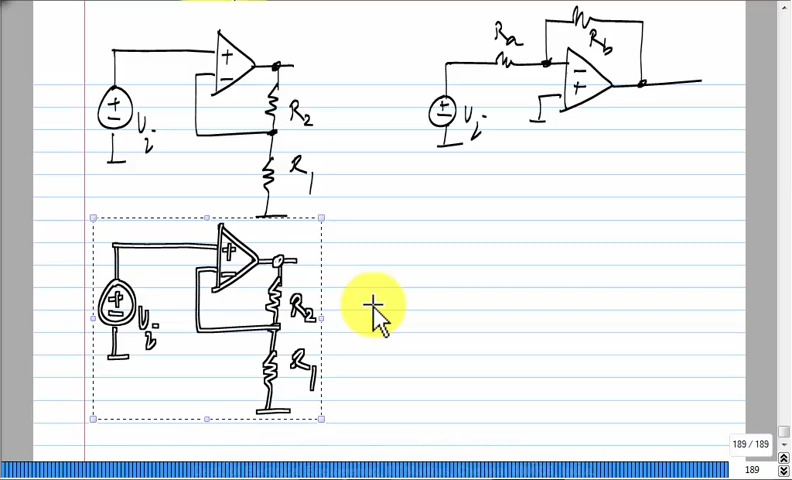 +
−
R2
Vi
+
−
R1
Ra
Rb
−
+
Vi
+
−
+
−
R2
Vi
+
−
R1
189 / 189
189